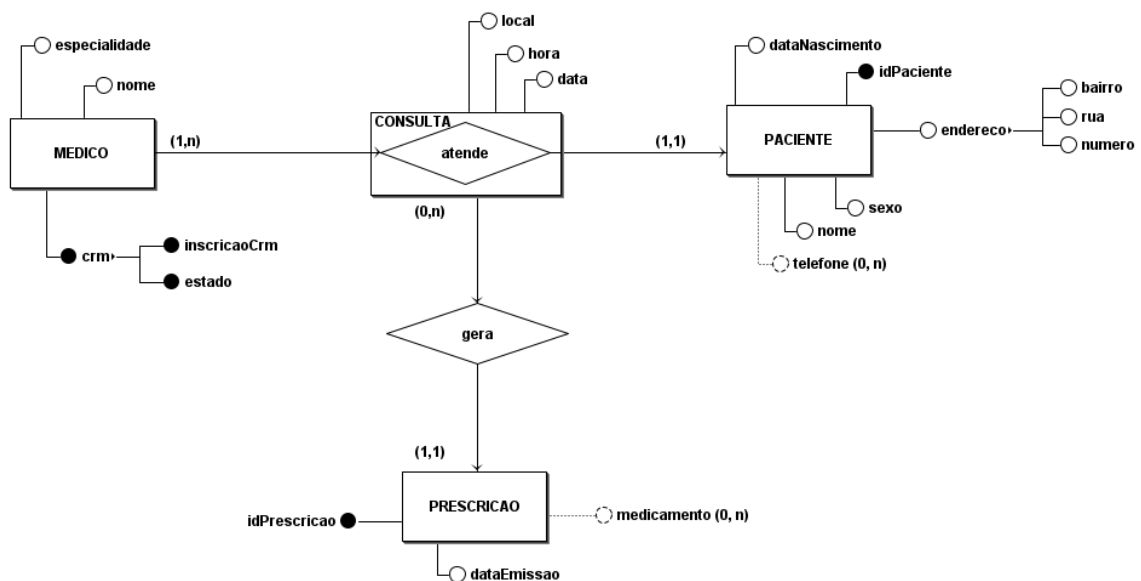 local
especialidade
dataNascimento
hora
idPaciente
data
nome
bairro
CONSULTA
rua
endereco
MEDICO
(1,n)
atende
(1,1)
PACIENTE
numero
(0,n)
sexo
nome
inscricaoCrm
crm
telefone (0, n)
estado
gera
(1,1)
PRESCRICAO
medicamento (0, n)
idPrescricao
dataEmissao